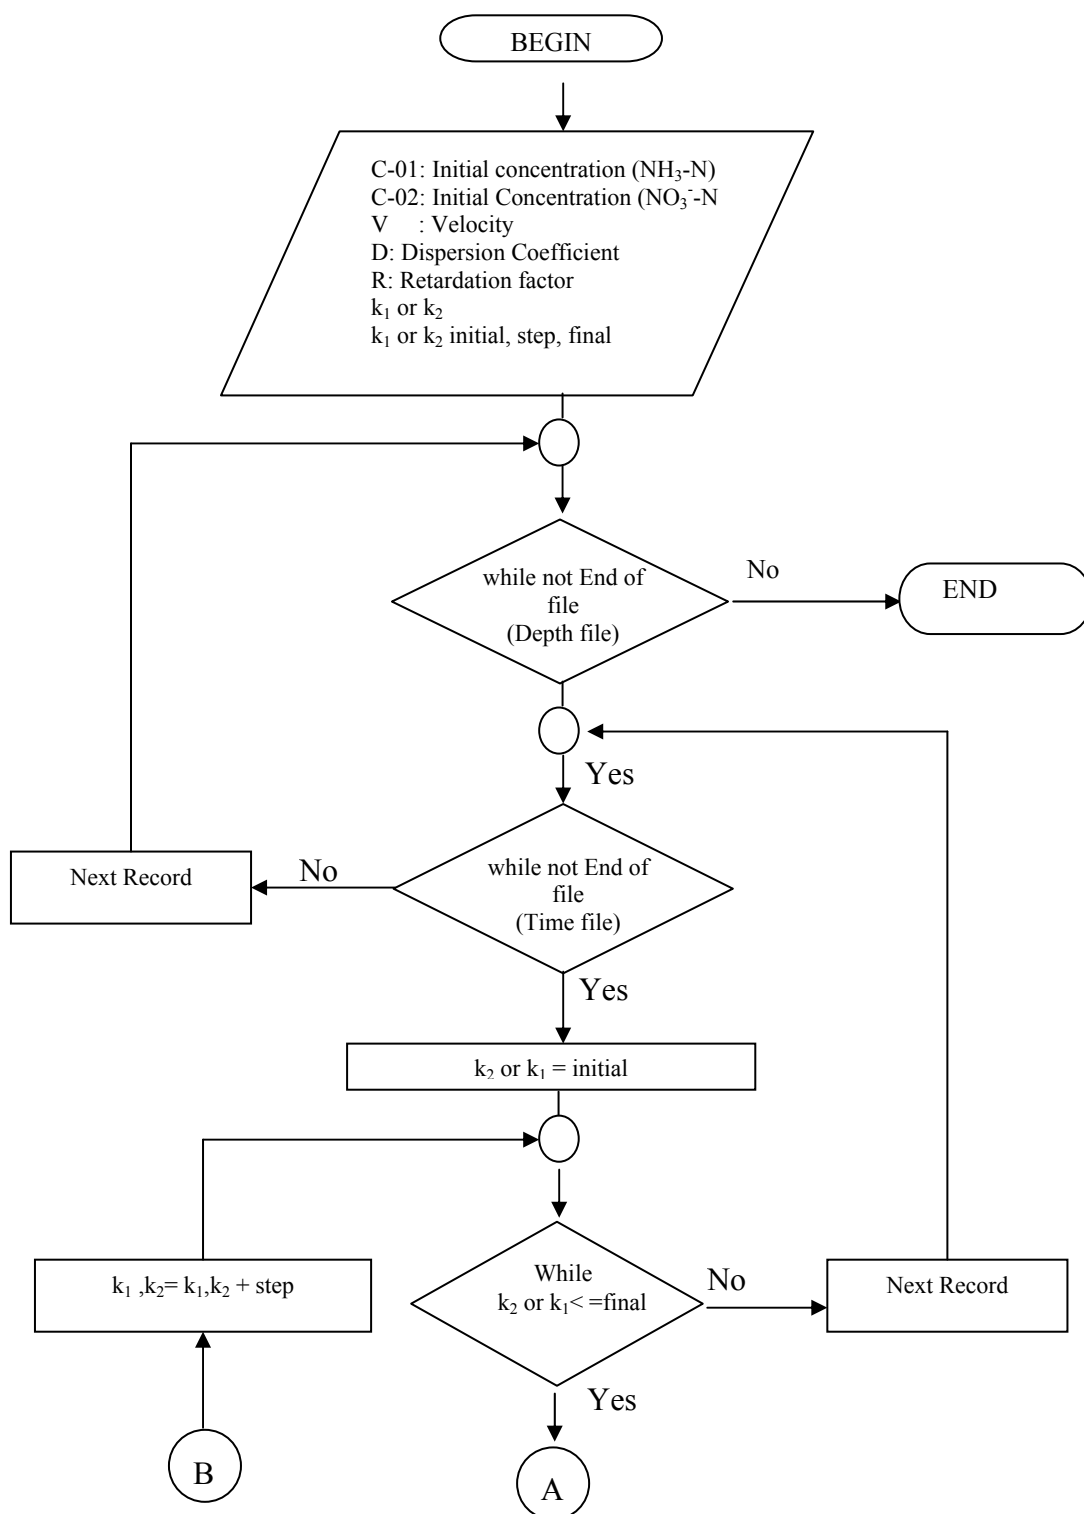 BEGIN
C-01: Initial concentration (NH₃-N)
C-02: Initial Concentration (NO₃⁻-N
V : Velocity
D: Dispersion Coefficient
R: Retardation factor
k₁ or k₂
k₁ or k₂ initial, step, final
while not End of
file
(Depth file)
No
END
Yes
while not End of
file
(Time file)
No
Next Record
Yes
k₂ or k₁ = initial
k₁ ,k₂= k₁,k₂ + step
While
k₂ or k₁< =final
No
Next Record
Yes
B
A